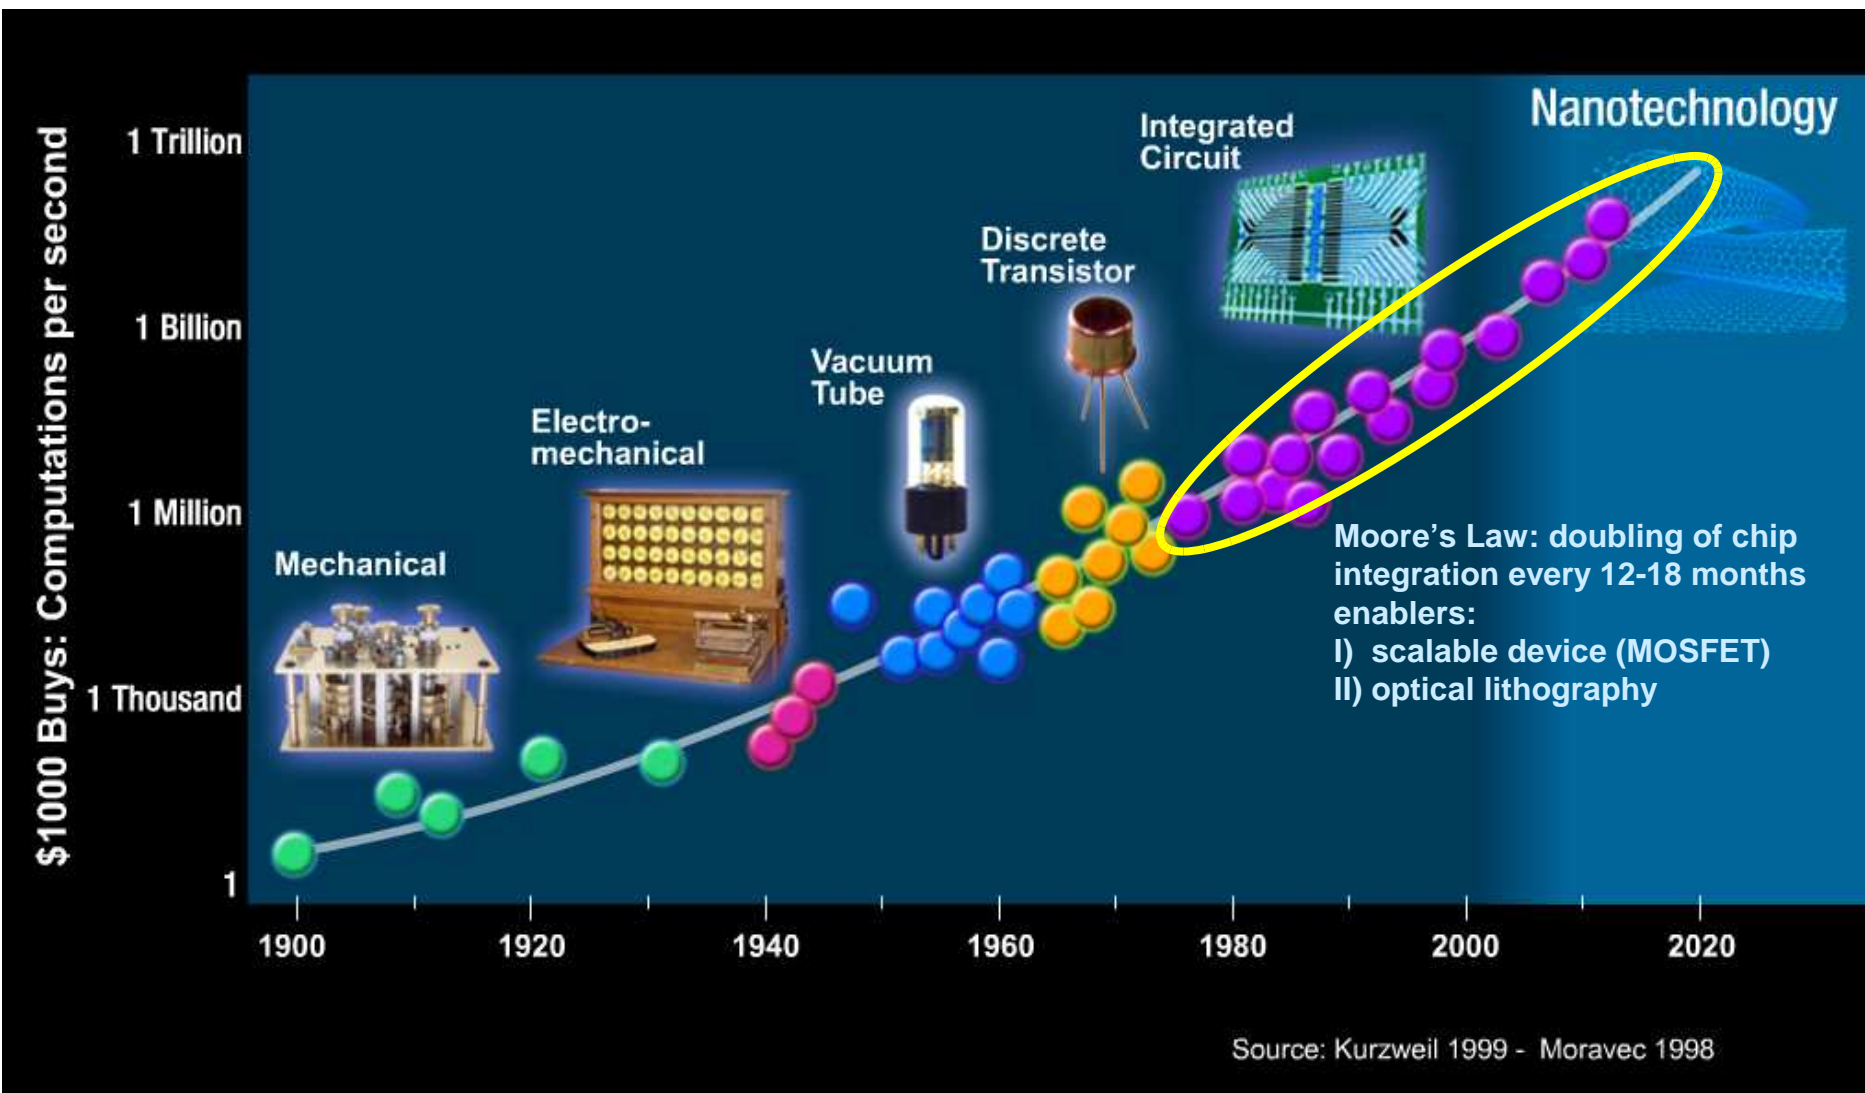 $1000 Buys: Computations per second
1 Trillion
1 Billion
1 Million
1 Thousand
1
Mechanical
Electro-
mechanical
Vacuum
Tube
Discrete
Transistor
Integrated
Circuit
Nanotechnology
Moore's Law: doubling of chip
integration every 12-18 months
enablers:
I) scalable device (MOSFET)
II) optical lithography
1900
1920
1940
1960
1980
2000
2020
Source: Kurzweil 1999 - Moravec 1998